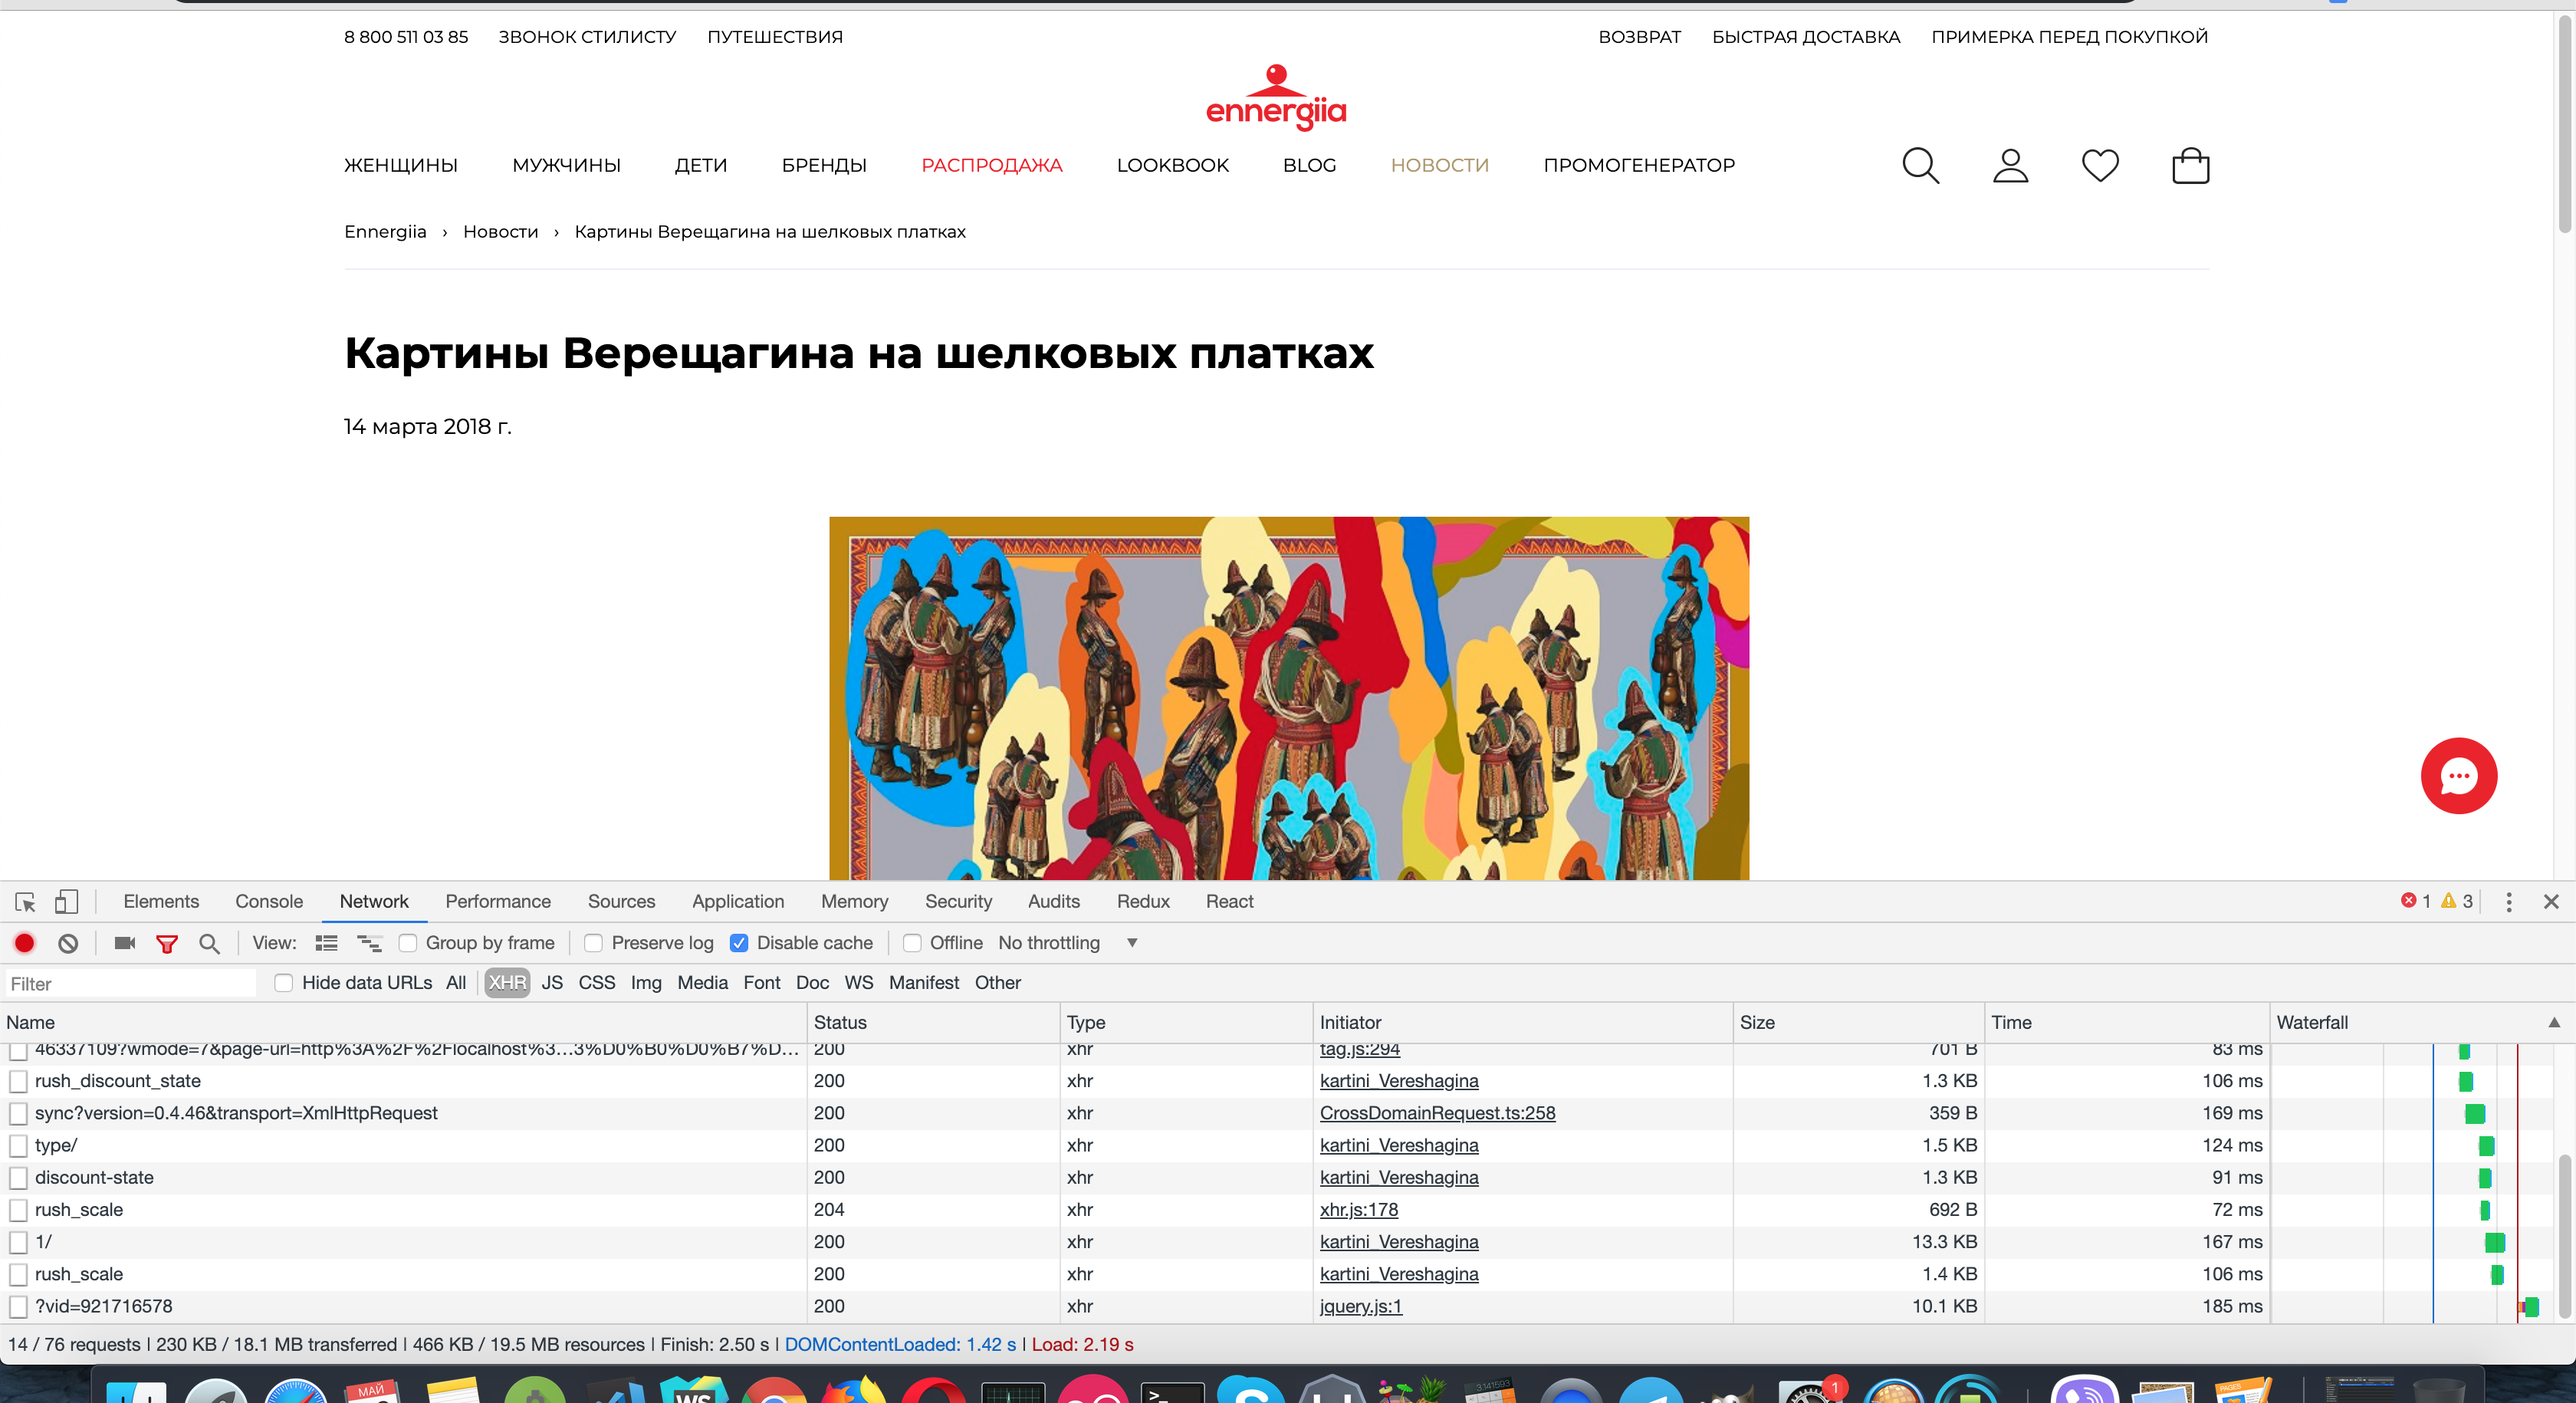 8 800 511 03 85 ЗВОНОК СТИЛИСТУ ПУТЕШЕСТВИЯ ВОЗВРАТ БЫСТРАЯ ДОСТАВКА ПРИМЕРКА ПЕРЕД ПОКУПКОЙ
ennergiia
ЖЕНЩИНЫ МУЖЧИНЫ ДЕТИ БРЕНДЫ РАСПРОДАЖА LOOKBOOK BLOG НОВОСТИ ПРОМОГЕНЕРАТОР
Ennergiia › Новости › Картины Верещагина на шелковых платках
Картины Верещагина на шелковых платках
14 марта 2018 г.
Elements Console Network Performance Sources Application Memory Security Audits Redux React 1 3
View: Group by frame Preserve log Disable cache Offline No throttling
Filter Hide data URLs All XHR JS CSS Img Media Font Doc WS Manifest Other
Name Status Type Initiator Size Time Waterfall
46337109?wmode=7&page-url=http%3A%2F%2Flocalhost%3...3%D0%B0%D0%B7%D... 200 xhr tag.js:294 701 B 83 ms
rush_discount_state 200 xhr kartini_Vereshagina 1.3 KB 106 ms
sync?version=0.4.46&transport=XmlHttpRequest 200 xhr CrossDomainRequest.ts:258 359 B 169 ms
type/ 200 xhr kartini_Vereshagina 1.5 KB 124 ms
discount-state 200 xhr kartini_Vereshagina 1.3 KB 91 ms
rush_scale 204 xhr xhr.js:178 692 B 72 ms
1/ 200 xhr kartini_Vereshagina 13.3 KB 167 ms
rush_scale 200 xhr kartini_Vereshagina 1.4 KB 106 ms
?vid=921716578 200 xhr jquery.js:1 10.1 KB 185 ms
14 / 76 requests | 230 KB / 18.1 MB transferred | 466 KB / 19.5 MB resources | Finish: 2.50 s | DOMContentLoaded: 1.42 s | Load: 2.19 s
МАЙ WS 3.141593 1 PAGES